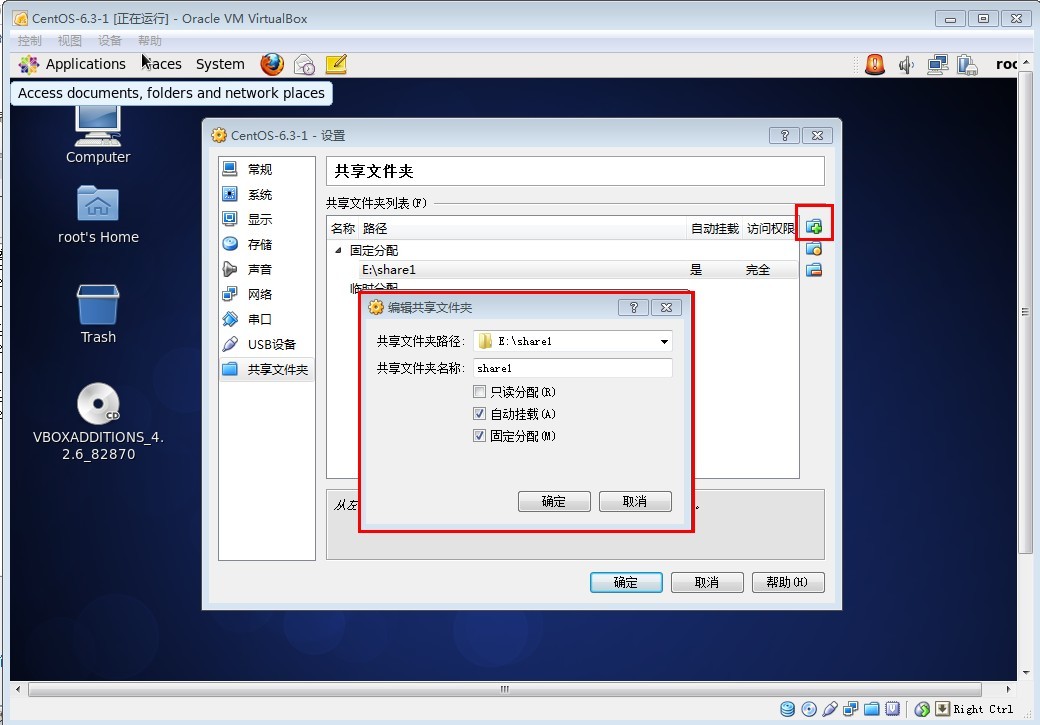 CentOS-6.3-1 [正在运行] - Oracle VM VirtualBox
控制 视图 设备 帮助
Applications Places System
Access documents, folders and network places
Computer
root's Home
Trash
VBOXADDITIONS_4.
2.6_82870
CentOS-6.3-1 - 设置
常规
系统
显示
存储
声音
网络
串口
USB设备
共享文件夹
共享文件夹
共享文件夹列表(F)
名称 路径 自动挂载 访问权限
固定分配
E:\share1 是 完全
临时分配
编辑共享文件夹
共享文件夹路径: E:\share1
共享文件夹名称: share1
只读分配(R)
自动挂载(A)
固定分配(M)
确定 取消
从左
确定 取消 帮助(H)
Right Ctrl